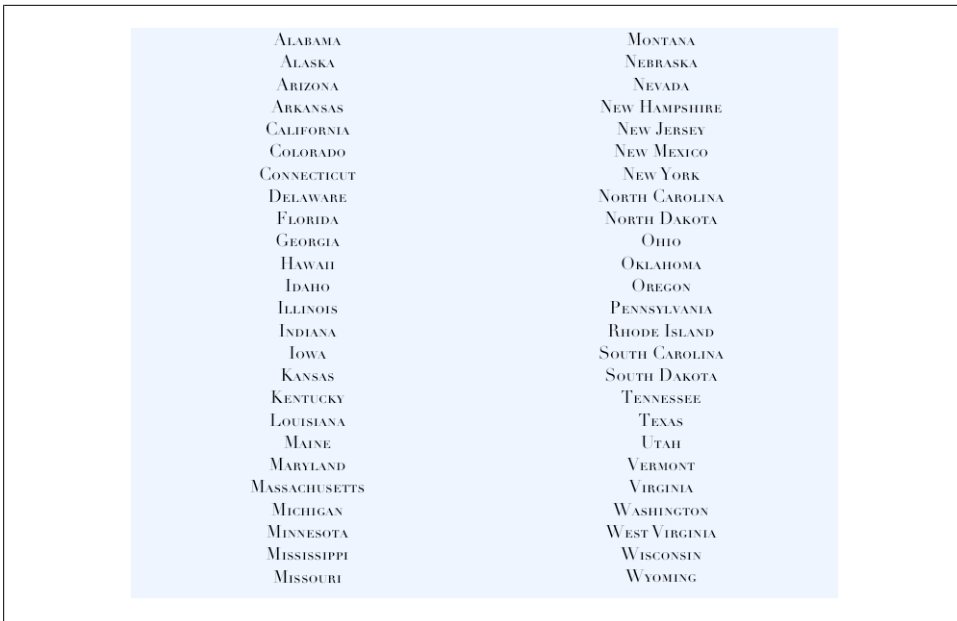 Alabama
Alaska
Arizona
Arkansas
California
Colorado
Connecticut
Delaware
Florida
Georgia
Hawaii
Idaho
Illinois
Indiana
Iowa
Kansas
Kentucky
Louisiana
Maine
Maryland
Massachusetts
Michigan
Minnesota
Mississippi
Missouri
Montana
Nebraska
Nevada
New Hampshire
New Jersey
New Mexico
New York
North Carolina
North Dakota
Ohio
Oklahoma
Oregon
Pennsylvania
Rhode Island
South Carolina
South Dakota
Tennessee
Texas
Utah
Vermont
Virginia
Washington
West Virginia
Wisconsin
Wyoming